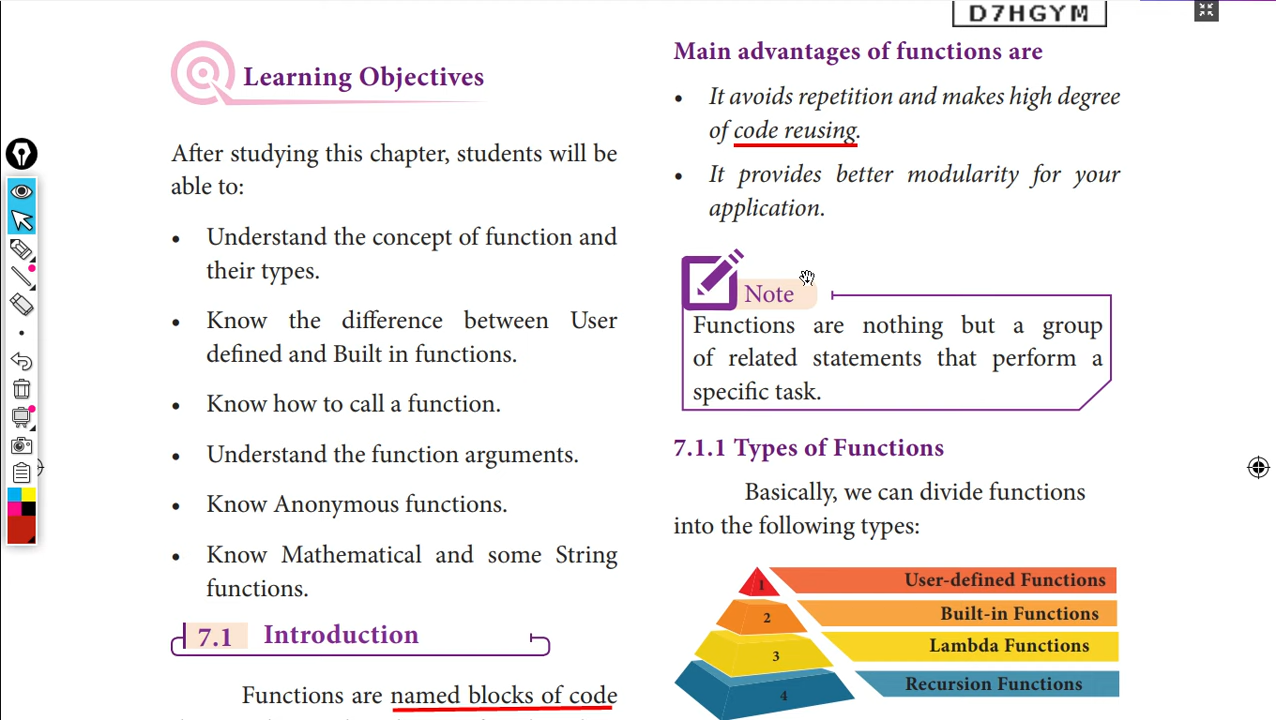 D7HGYM
Learning Objectives
After studying this chapter, students will be
able to:
• Understand the concept of function and
their types.
• Know the difference between User
defined and Built in functions.
• Know how to call a function.
• Understand the function arguments.
• Know Anonymous functions.
• Know Mathematical and some String
functions.
7.1 Introduction
Functions are named blocks of code
Main advantages of functions are
• It avoids repetition and makes high degree
of code reusing.
• It provides better modularity for your
application.
Note
Functions are nothing but a group
of related statements that perform a
specific task.
7.1.1 Types of Functions
Basically, we can divide functions
into the following types:
1 User-defined Functions
2 Built-in Functions
3 Lambda Functions
4 Recursion Functions